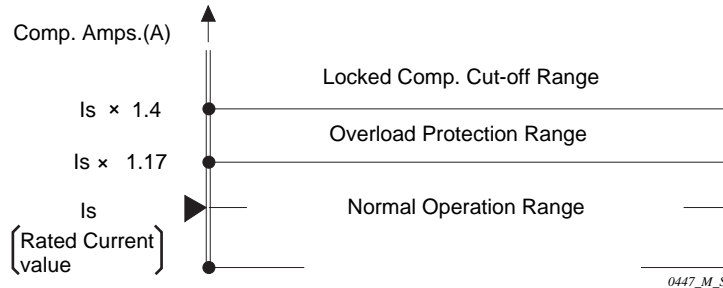 Comp. Amps.(A)
Locked Comp. Cut-off Range
Is × 1.4
Overload Protection Range
Is × 1.17
Is
Normal Operation Range
Rated Current
value
0447_M_S